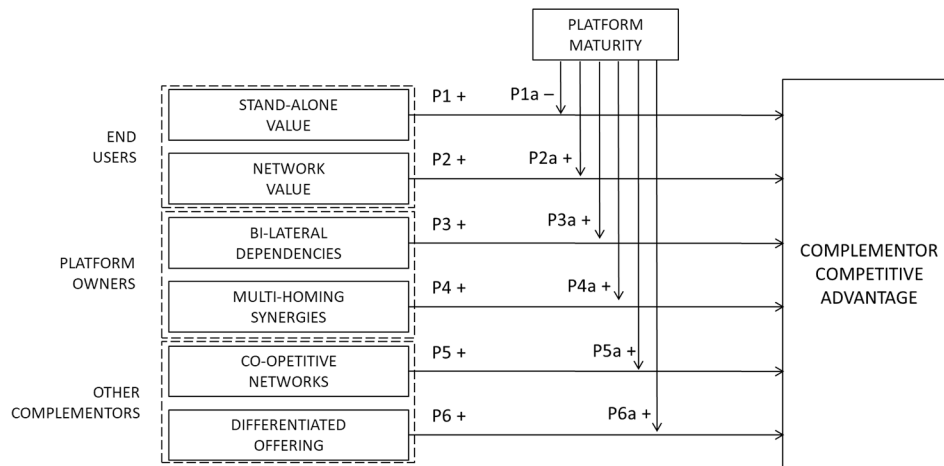 PLATFORM
MATURITY
END
USERS
STAND-ALONE
VALUE
P1 +
P1a –
NETWORK
VALUE
P2 +
P2a +
PLATFORM
OWNERS
BI-LATERAL
DEPENDENCIES
P3 +
P3a +
MULTI-HOMING
SYNERGIES
P4 +
P4a +
OTHER
COMPLEMENTORS
CO-OPETITIVE
NETWORKS
P5 +
P5a +
DIFFERENTIATED
OFFERING
P6 +
P6a +
COMPLEMENTOR
COMPETITIVE
ADVANTAGE